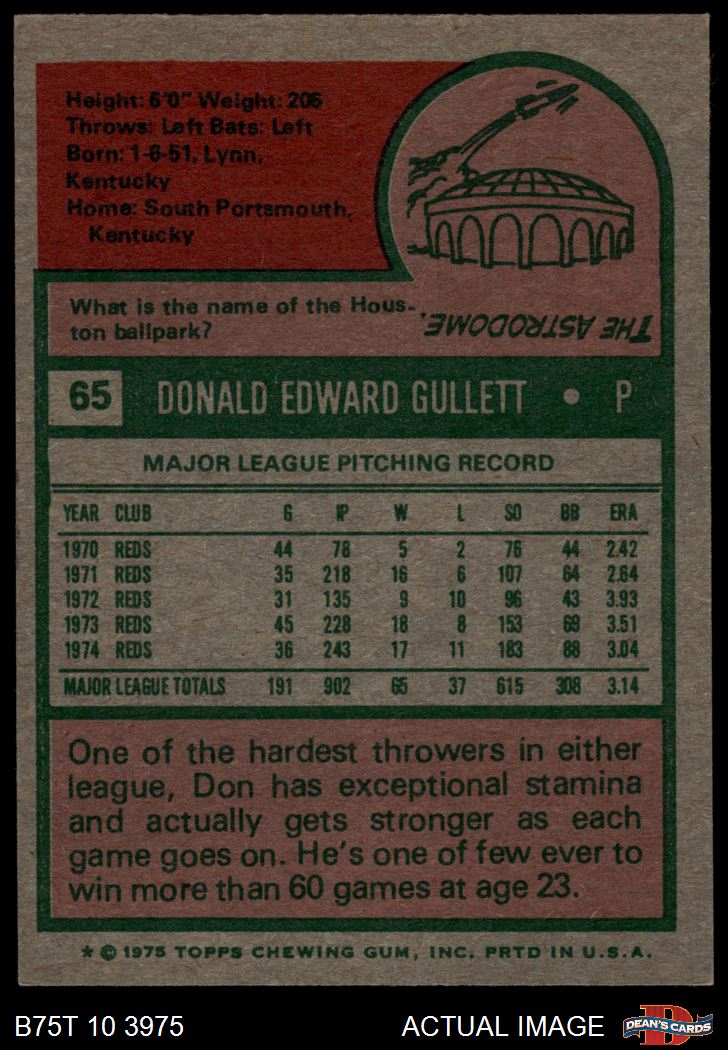 Height: 6'0" Weight: 205
Throws: Left Bats: Left
Born: 1-6-51, Lynn,
Kentucky
Home: South Portsmouth,
Kentucky
What is the name of the Hous-
ton ballpark?
THE ASTRODOME.
65 DONALD EDWARD GULLETT • P
MAJOR LEAGUE PITCHING RECORD
YEAR CLUB G IP W L SO BB ERA
1970 REDS 44 78 5 2 76 44 2.42
1971 REDS 35 218 16 6 107 64 2.64
1972 REDS 31 135 9 10 96 43 3.93
1973 REDS 45 228 18 8 153 69 3.51
1974 REDS 36 243 17 11 183 88 3.04
MAJOR LEAGUE TOTALS 191 902 65 37 615 308 3.14
One of the hardest throwers in either
league, Don has exceptional stamina
and actually gets stronger as each
game goes on. He's one of few ever to
win more than 60 games at age 23.
* © 1975 TOPPS CHEWING GUM, INC. PRTD IN U.S.A.
B75T 10 3975 ACTUAL IMAGE D DEAN'S CARDS